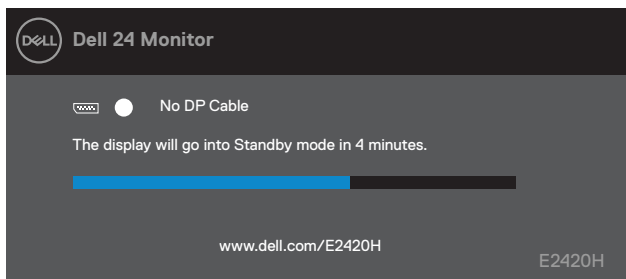 DELL
Dell 24 Monitor
No DP Cable
The display will go into Standby mode in 4 minutes.
www.dell.com/E2420H
E2420H